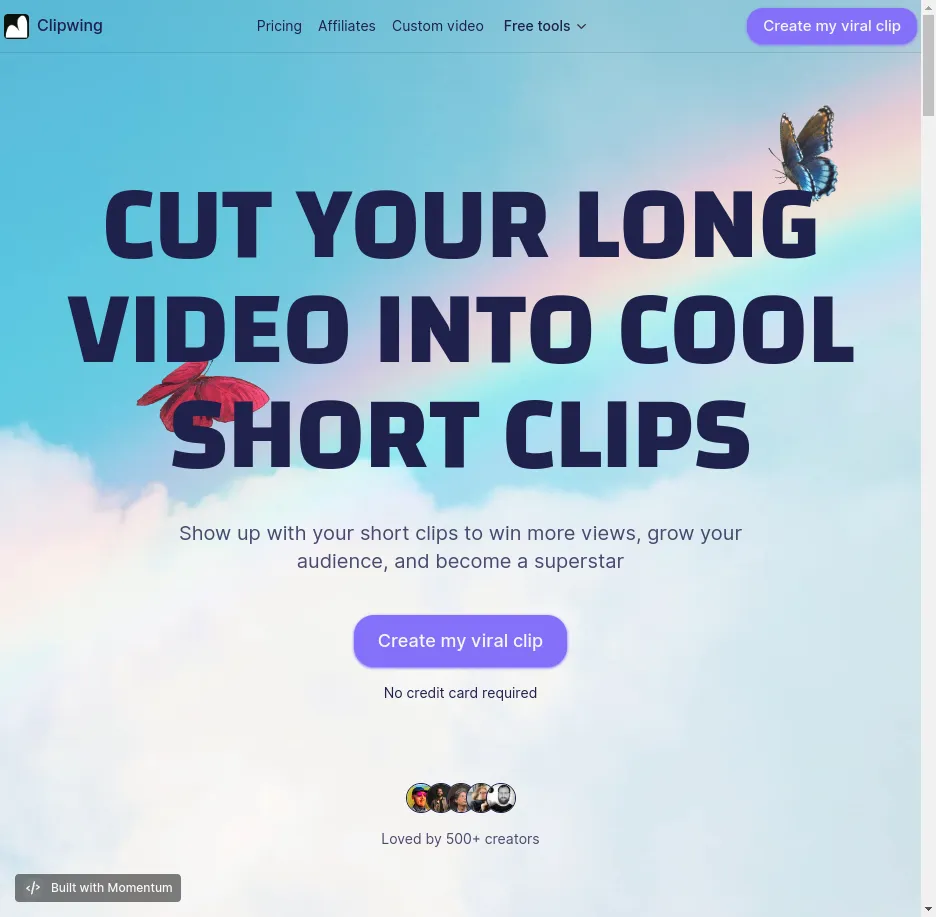 Clipwing
Pricing
Affiliates
Custom video
Free tools
Create my viral clip
CUT YOUR LONG
VIDEO INTO COOL
SHORT CLIPS
Show up with your short clips to win more views, grow your
audience, and become a superstar
Create my viral clip
No credit card required
Loved by 500+ creators
</> Built with Momentum